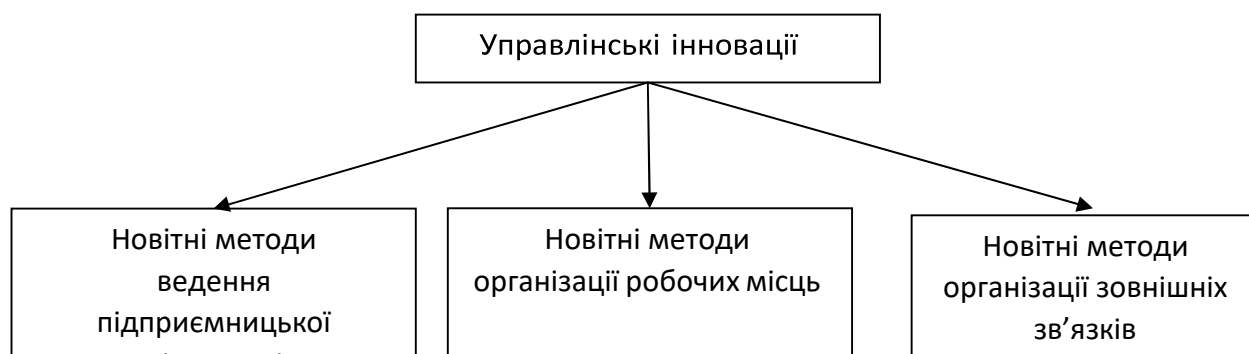 Управлінські інновації
Новітні методи
ведення
підприємницької
Новітні методи
організації робочих місць
Новітні методи
організації зовнішніх
зв’язків